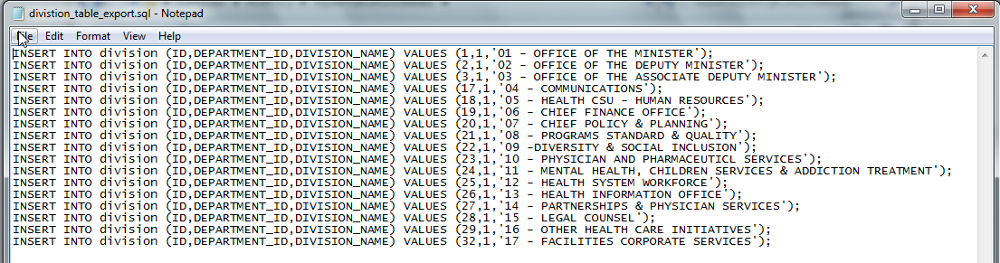 divistion_table_export.sql - Notepad
File Edit Format View Help
INSERT INTO division (ID,DEPARTMENT_ID,DIVISION_NAME) VALUES (1,1,'01 - OFFICE OF THE MINISTER');
INSERT INTO division (ID,DEPARTMENT_ID,DIVISION_NAME) VALUES (2,1,'02 - OFFICE OF THE DEPUTY MINISTER');
INSERT INTO division (ID,DEPARTMENT_ID,DIVISION_NAME) VALUES (3,1,'03 - OFFICE OF THE ASSOCIATE DEPUTY MINISTER');
INSERT INTO division (ID,DEPARTMENT_ID,DIVISION_NAME) VALUES (17,1,'04 - COMMUNICATIONS');
INSERT INTO division (ID,DEPARTMENT_ID,DIVISION_NAME) VALUES (18,1,'05 - HEALTH CSU - HUMAN RESOURCES');
INSERT INTO division (ID,DEPARTMENT_ID,DIVISION_NAME) VALUES (19,1,'06 - CHIEF FINANCE OFFICE');
INSERT INTO division (ID,DEPARTMENT_ID,DIVISION_NAME) VALUES (20,1,'07 - CHIEF POLICY & PLANNING');
INSERT INTO division (ID,DEPARTMENT_ID,DIVISION_NAME) VALUES (21,1,'08 - PROGRAMS STANDARD & QUALITY');
INSERT INTO division (ID,DEPARTMENT_ID,DIVISION_NAME) VALUES (22,1,'09 -DIVERSITY & SOCIAL INCLUSION');
INSERT INTO division (ID,DEPARTMENT_ID,DIVISION_NAME) VALUES (23,1,'10 - PHYSICIAN AND PHARMACEUTICL SERVICES');
INSERT INTO division (ID,DEPARTMENT_ID,DIVISION_NAME) VALUES (24,1,'11 - MENTAL HEALTH, CHILDREN SERVICES & ADDICTION TREATMENT');
INSERT INTO division (ID,DEPARTMENT_ID,DIVISION_NAME) VALUES (25,1,'12 - HEALTH SYSTEM WORKFORCE');
INSERT INTO division (ID,DEPARTMENT_ID,DIVISION_NAME) VALUES (26,1,'13 - HEALTH INFORMATION OFFICE');
INSERT INTO division (ID,DEPARTMENT_ID,DIVISION_NAME) VALUES (27,1,'14 - PARTNERSHIPS & PHYSICIAN SERVICES');
INSERT INTO division (ID,DEPARTMENT_ID,DIVISION_NAME) VALUES (28,1,'15 - LEGAL COUNSEL');
INSERT INTO division (ID,DEPARTMENT_ID,DIVISION_NAME) VALUES (29,1,'16 - OTHER HEALTH CARE INITIATIVES');
INSERT INTO division (ID,DEPARTMENT_ID,DIVISION_NAME) VALUES (32,1,'17 - FACILITIES CORPORATE SERVICES');